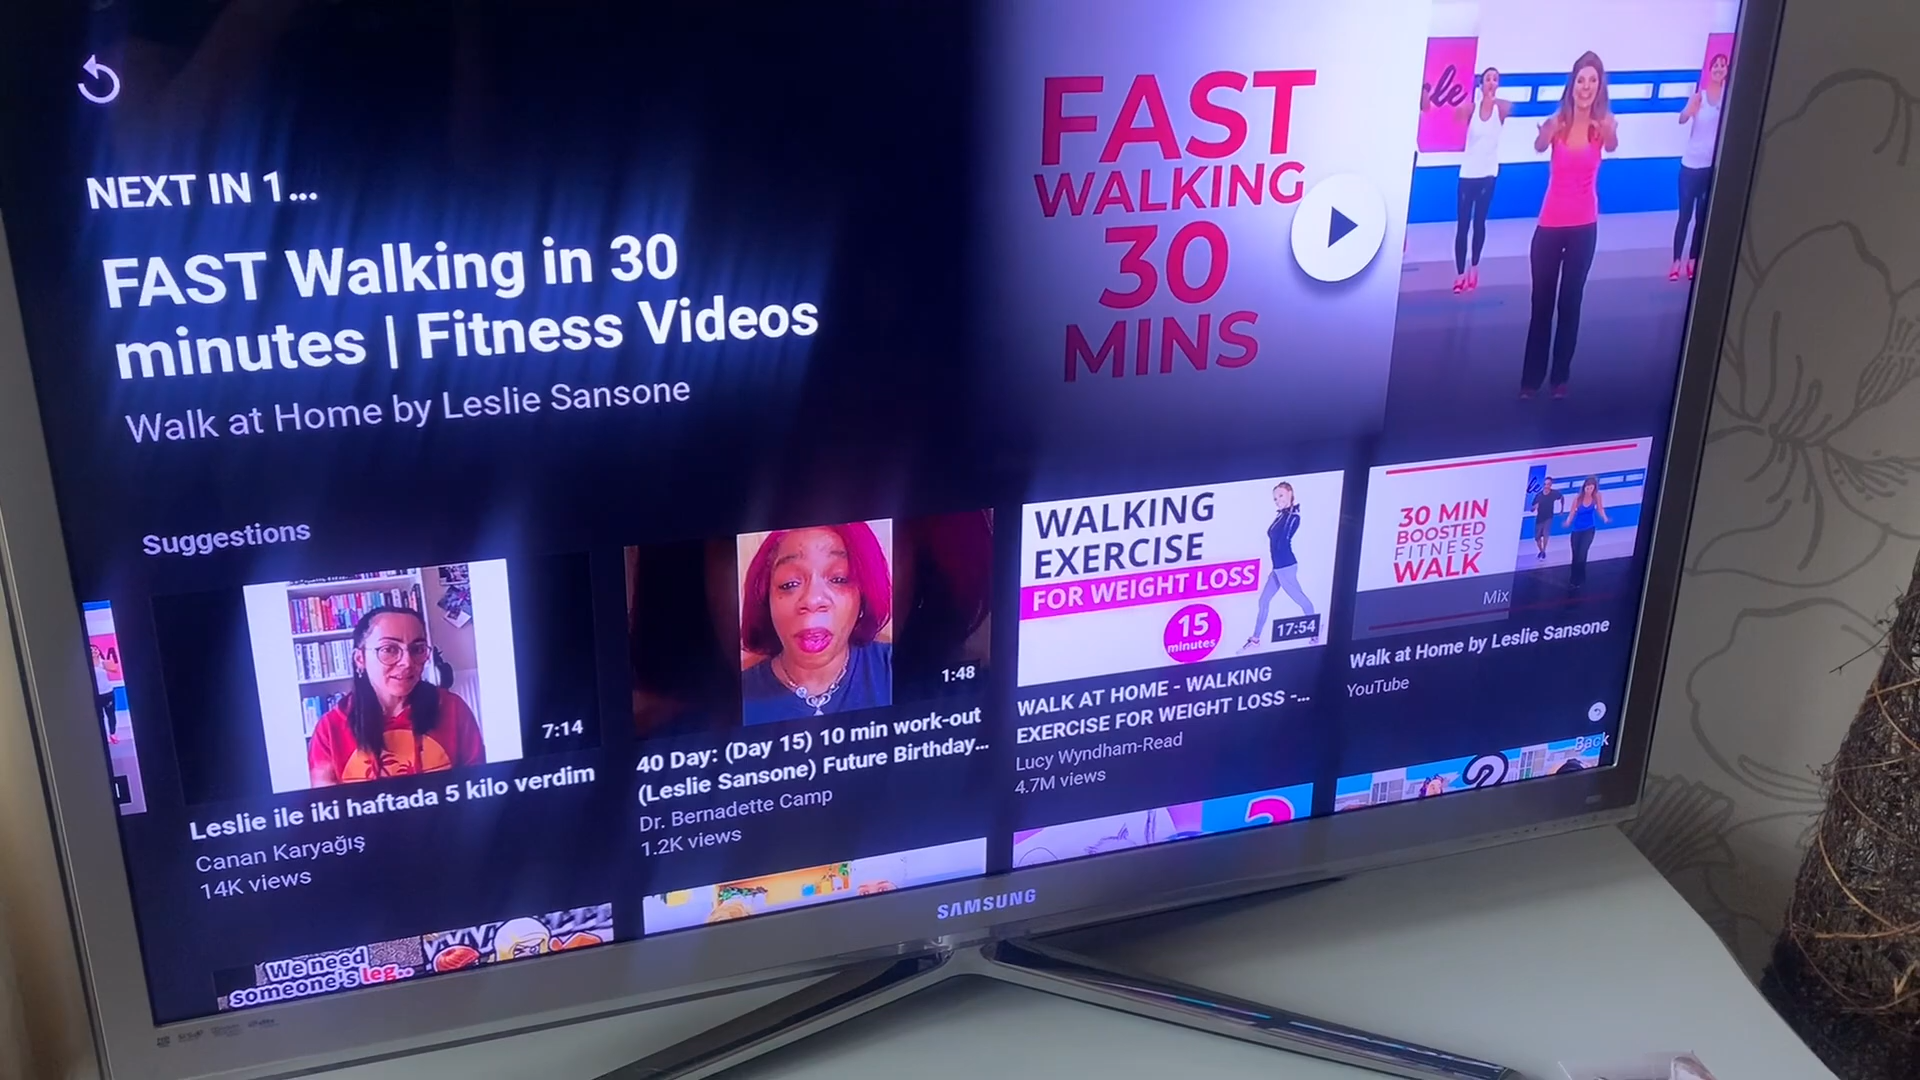 NEXT IN 1...
FAST Walking in 30
minutes | Fitness Videos
Walk at Home by Leslie Sansone
FAST
WALKING
30
MINS
Suggestions
7:14
Leslie ile iki haftada 5 kilo verdim
Canan Karyağış
14K views
1:48
40 Day: (Day 15) 10 min work-out
(Leslie Sansone) Future Birthday...
Dr. Bernadette Camp
1.2K views
WALKING
EXERCISE
FOR WEIGHT LOSS
15
minutes
17:54
WALK AT HOME - WALKING
EXERCISE FOR WEIGHT LOSS -...
Lucy Wyndham-Read
4.7M views
30 MIN
BOOSTED
FITNESS
WALK
Mix
Walk at Home by Leslie Sansone
YouTube
Back
We need
someone's leg..
SAMSUNG